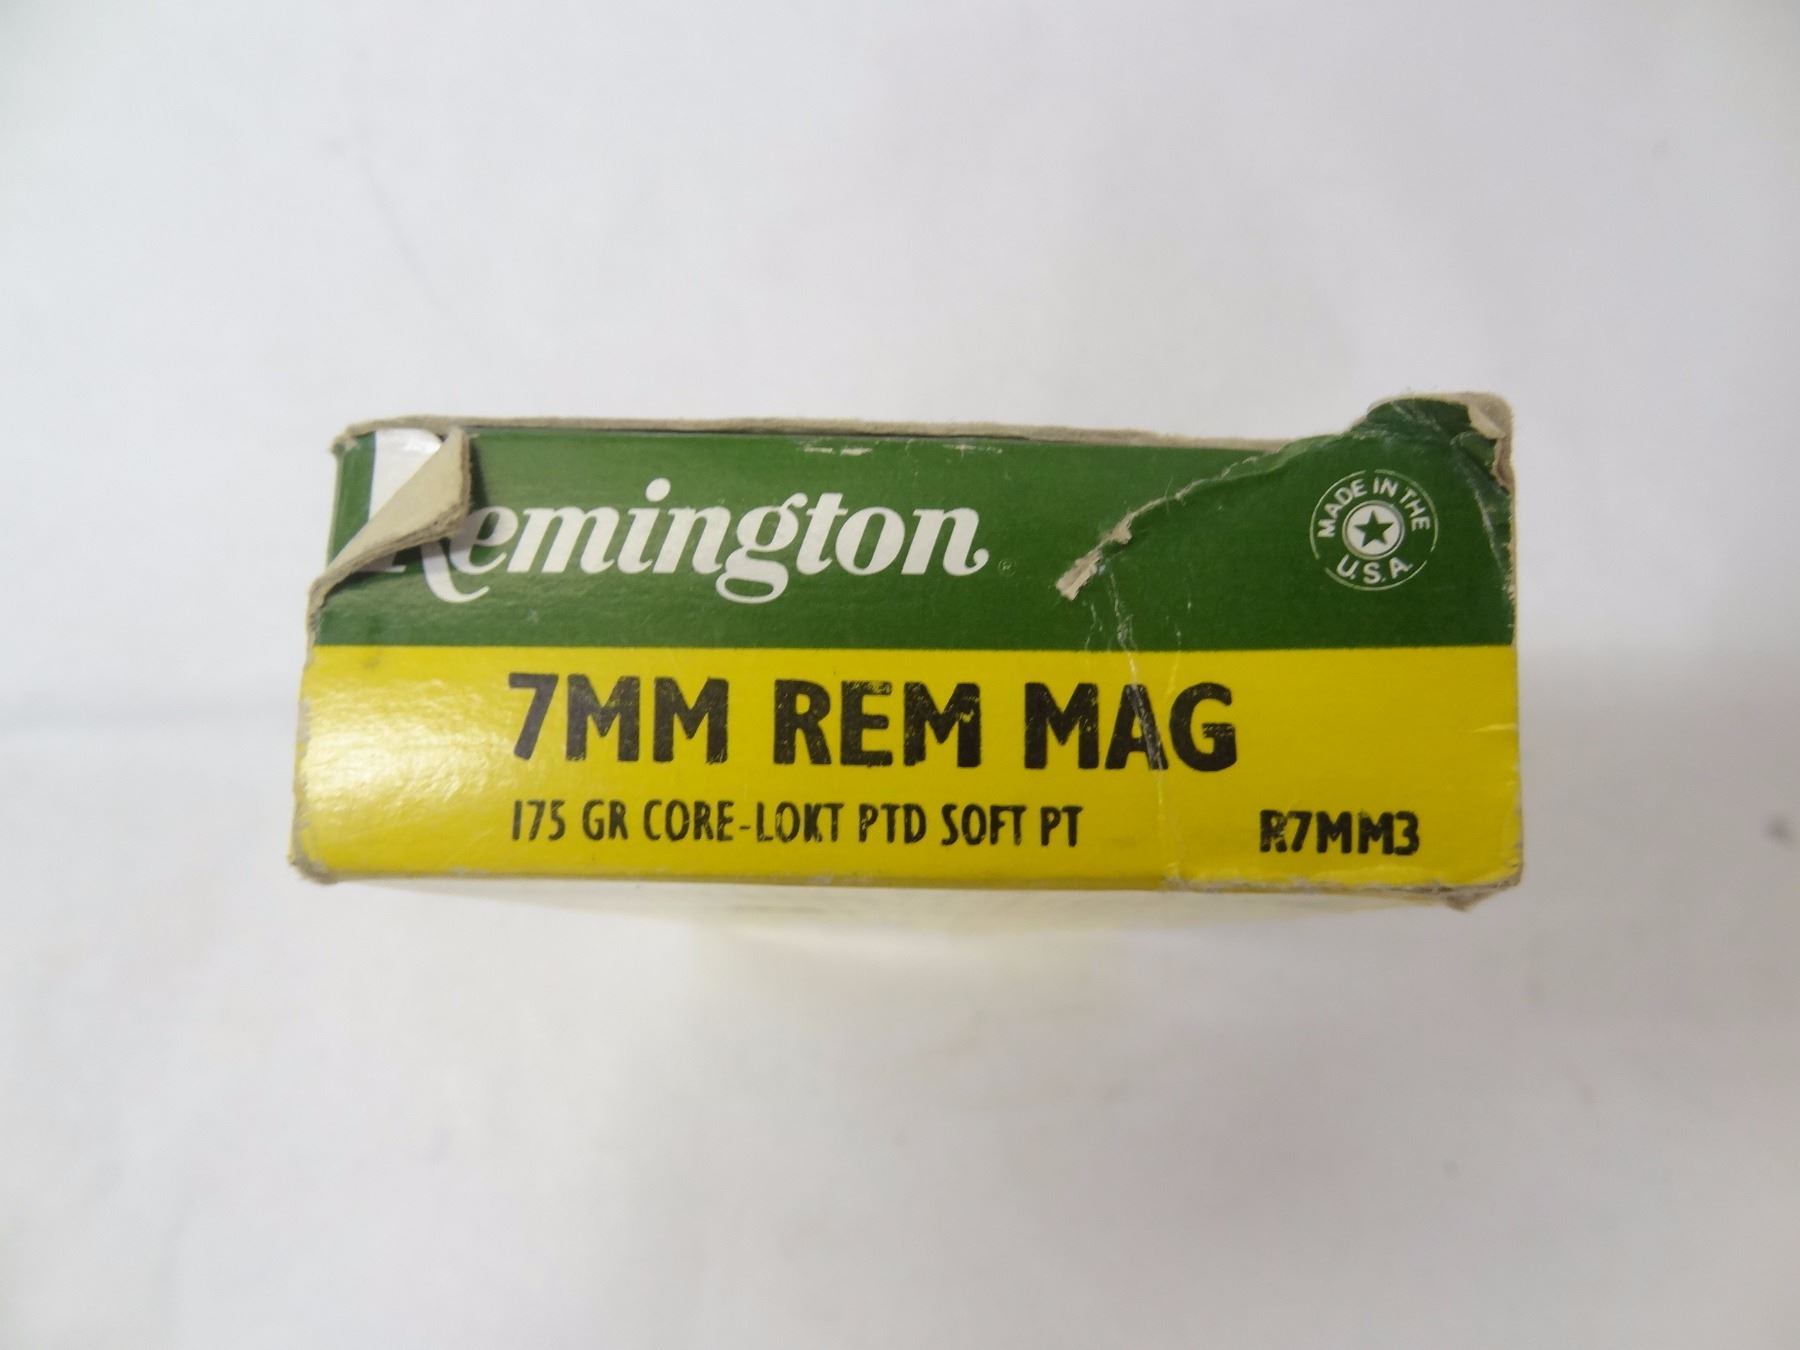 Remington®
MADE IN THE
U.S.A.
7MM REM MAG
175 GR CORE-LOKT PTD SOFT PT
R7MM3